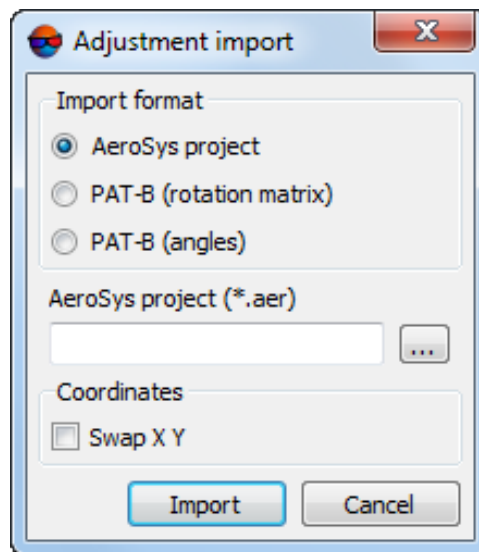 Adjustment import
Import format
AeroSys project
PAT-B (rotation matrix)
PAT-B (angles)
AeroSys project (*.aer)
...
Coordinates
Swap X Y
Import Cancel